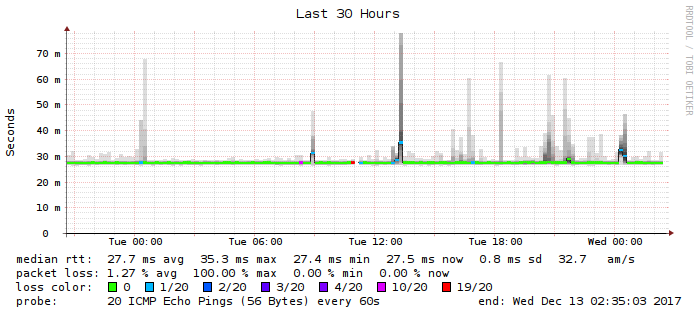 Last 30 Hours
RRDTOOL / TOBI OETIKER
Seconds
70 m
60 m
50 m
40 m
30 m
20 m
10 m
0
Tue 00:00 Tue 06:00 Tue 12:00 Tue 18:00 Wed 00:00
median rtt: 27.7 ms avg 35.3 ms max 27.4 ms min 27.5 ms now 0.8 ms sd 32.7 am/s
packet loss: 1.27 % avg 100.00 % max 0.00 % min 0.00 % now
loss color: 0 1/20 2/20 3/20 4/20 10/20 19/20
probe: 20 ICMP Echo Pings (56 Bytes) every 60s end: Wed Dec 13 02:35:03 2017